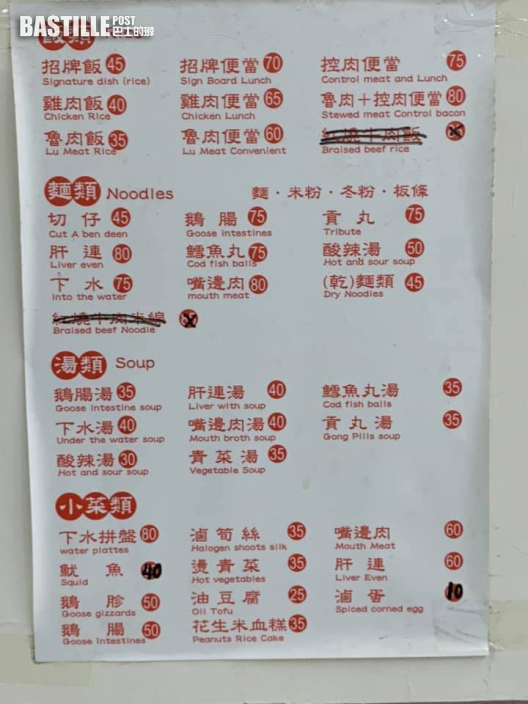 BASTILLE POST 巴士的報
飯類
招牌飯 45 招牌便當 70 控肉便當 75
Signature dish (rice) Sign Board Lunch Control meat and Lunch
雞肉飯 40 雞肉便當 65 魯肉+控肉便當 80
Chicken Rice Chicken Lunch Stewed meat Control bacon
魯肉飯 35 魯肉便當 60 紅燒牛肉飯
Lu Meat Rice Lu Meat Convenient Braised beef rice
麵類 Noodles 麵·米粉·冬粉·板條
切仔 45 鵝腸 75 貢丸 75
Cut A ben deen Goose intestines Tribute
肝連 80 鱈魚丸 75 酸辣湯 50
Liver even Cod fish balls Hot and sour soup
下水 75 嘴邊肉 80 (乾)麵類 45
Into the water mouth meat Dry Noodles
紅燒牛肉米線
Braised beef Noodle
湯類 Soup
鵝腸湯 35 肝連湯 40 鱈魚丸湯 35
Goose intestine soup Liver with soup Cod fish balls
下水湯 40 嘴邊肉湯 40 貢丸湯 35
Under the water soup Mouth broth soup Gong Pills soup
酸辣湯 30 青菜湯 35
Hot and sour soup Vegetable Soup
小菜類
下水拼盤 80 滷筍絲 35 嘴邊肉 60
water plattes Halogen shoots silk Mouth Meat
魷魚 40 燙青菜 35 肝連 60
Squid Hot vegetables Liver Even
鵝胗 50 油豆腐 25 滷蛋 10
Goose gizzards Oil Tofu Spiced corned egg
鵝腸 50 花生米血糕 35
Goose Intestines Peanuts Rice Cake